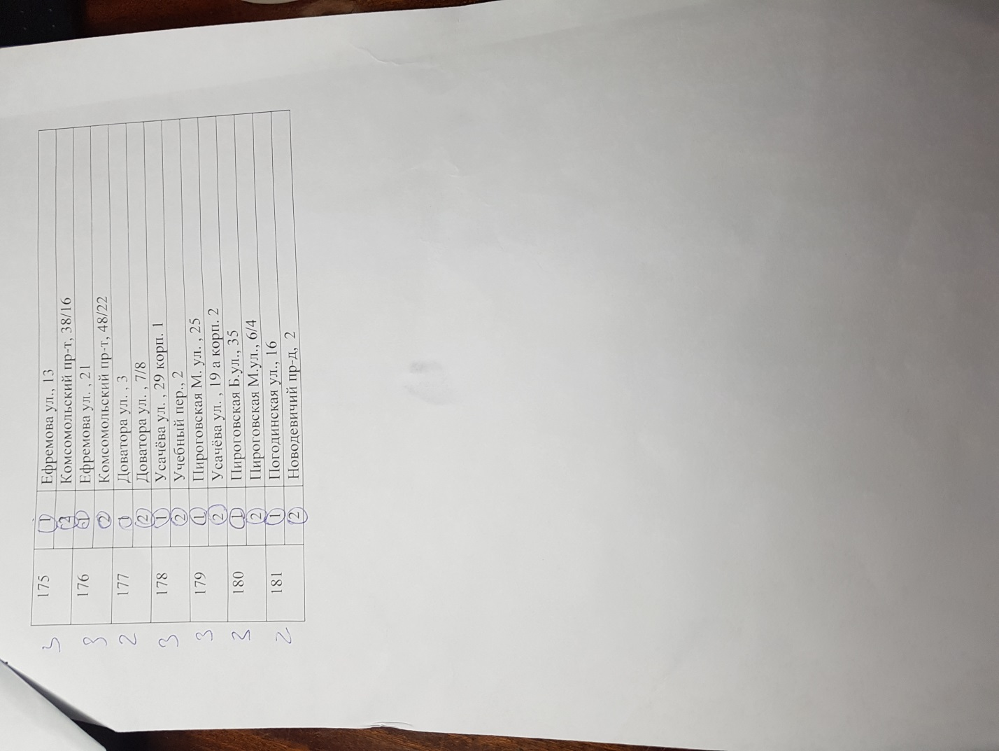 3 175 1 Ефремова ул., 13
2 Комсомольский пр-т, 38/16
3 176 1 Ефремова ул. , 21
2 Комсомольский пр-т, 48/22
2 177 1 Доватора ул. , 3
2 Доватора ул. , 7/8
3 178 1 Усачёва ул. , 29 корп. 1
2 Учебный пер., 2
3 179 1 Пироговская М. ул. , 25
2 Усачёва ул. , 19 а корп. 2
3 180 1 Пироговская Б.ул., 35
2 Пироговская М.ул., 6/4
2 181 1 Погодинская ул., 16
2 Новодевичий пр-д, 2